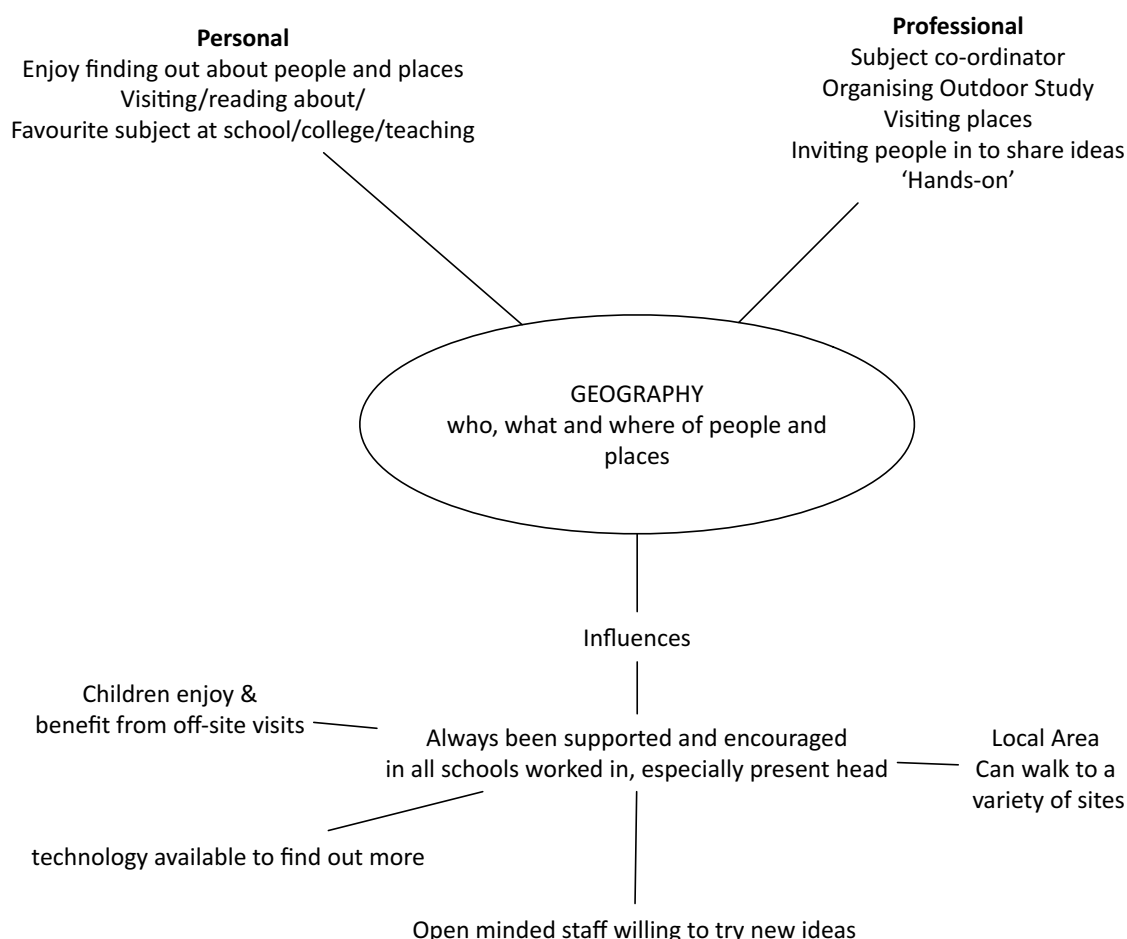 Personal
Enjoy finding out about people and places
Visiting/reading about/
Favourite subject at school/college/teaching
Professional
Subject co-ordinator
Organising Outdoor Study
Visiting places
Inviting people in to share ideas
‘Hands-on’
GEOGRAPHY
who, what and where of people and
places
Influences
Children enjoy &
benefit from off-site visits
Always been supported and encouraged
in all schools worked in, especially present head
Local Area
Can walk to a
variety of sites
technology available to find out more
Open minded staff willing to try new ideas